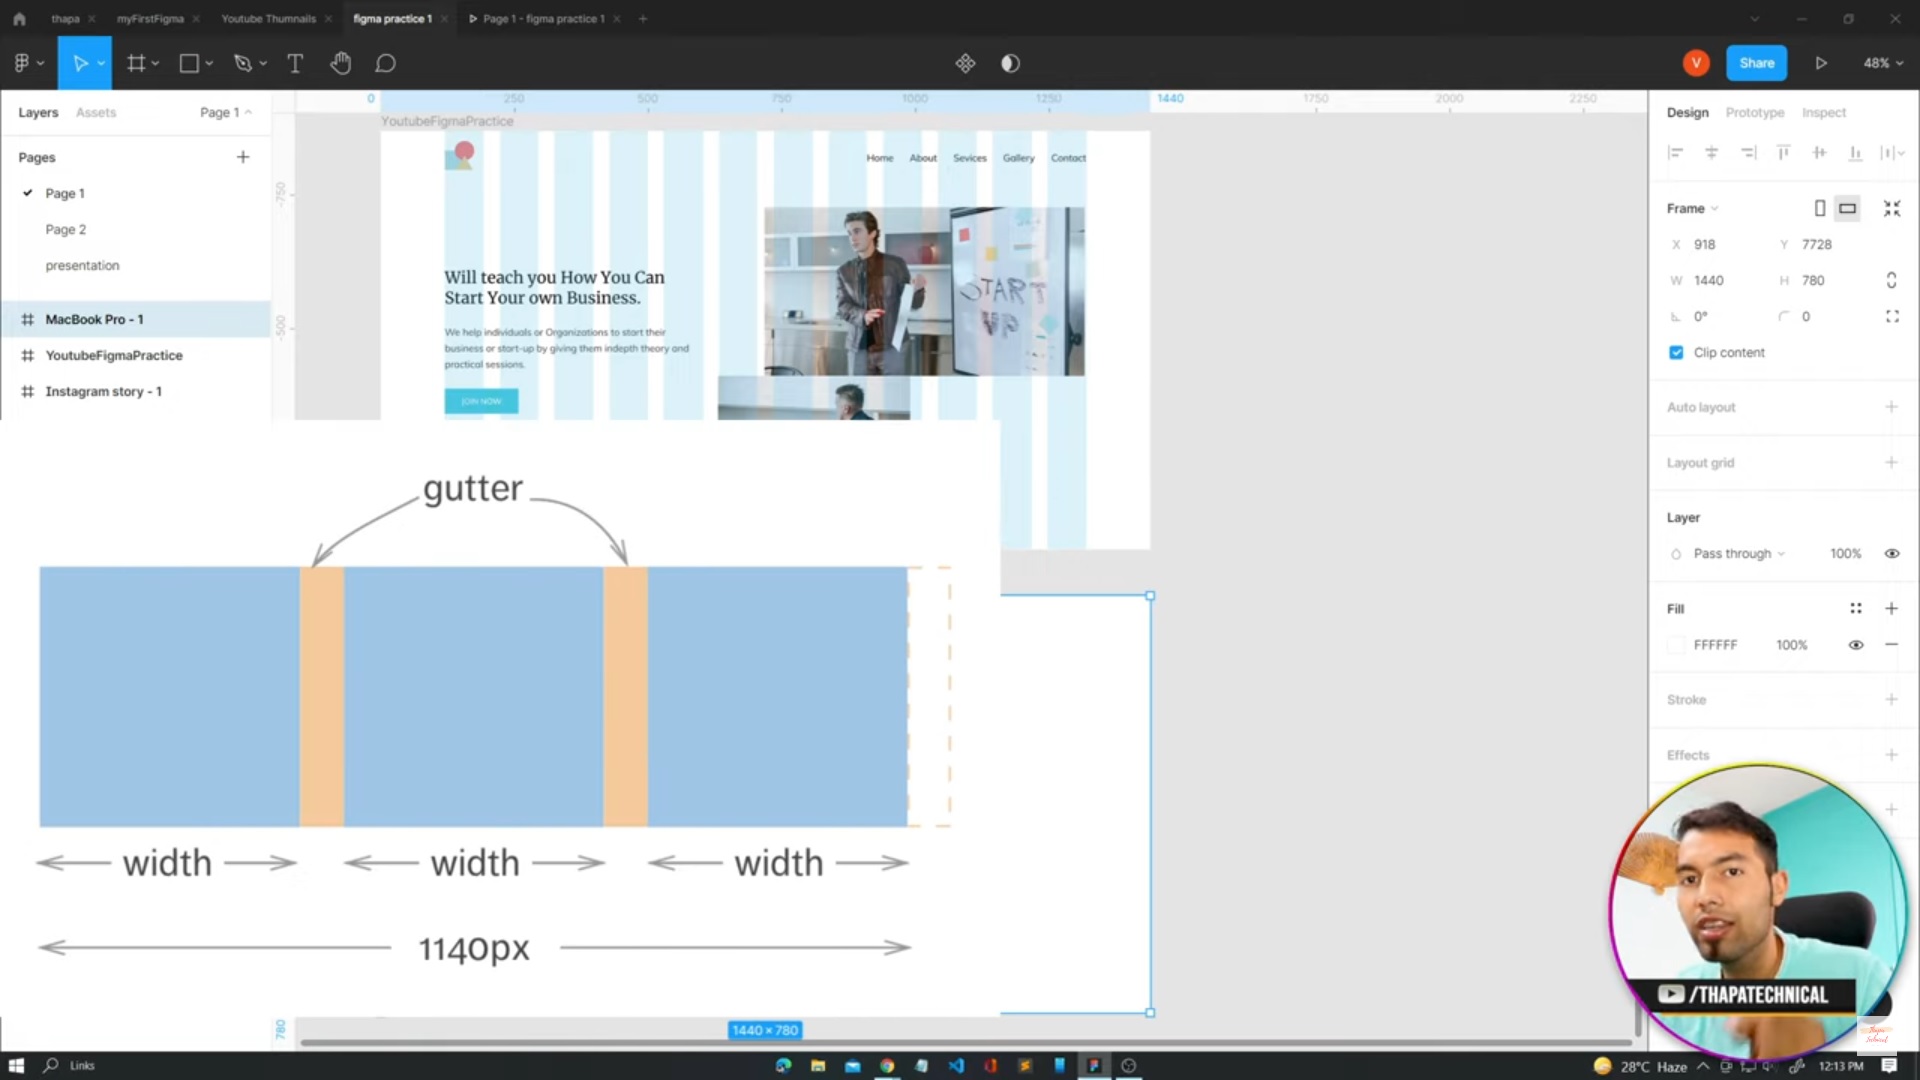 thapa
myFirstFigma
Youtube Thumnails
figma practice 1
Page 1 - figma practice 1
V
Share
48%
Layers
Assets
Page 1
Pages
Page 1
Page 2
presentation
MacBook Pro - 1
YoutubeFigmaPractice
Instagram story - 1
0
250
500
750
1000
1250
1440
1750
2000
2250
-750
-500
780
YoutubeFigmaPractice
Home
About
Sevices
Gallery
Contact
Will teach you How You Can
Start Your own Business.
We help individuals or Organizations to start their
business or start-up by giving them indepth theory and
practical sessions.
JOIN NOW
START
UP
gutter
width
width
width
1140px
1440 × 780
Design
Prototype
Inspect
Frame
X 918
Y 7728
W 1440
H 780
0°
0
Clip content
Auto layout
Layout grid
Layer
Pass through
100%
Fill
FFFFFF
100%
Stroke
Effects
/THAPATECHNICAL
Thapa
Technical
Links
28°C Haze
12:13 PM